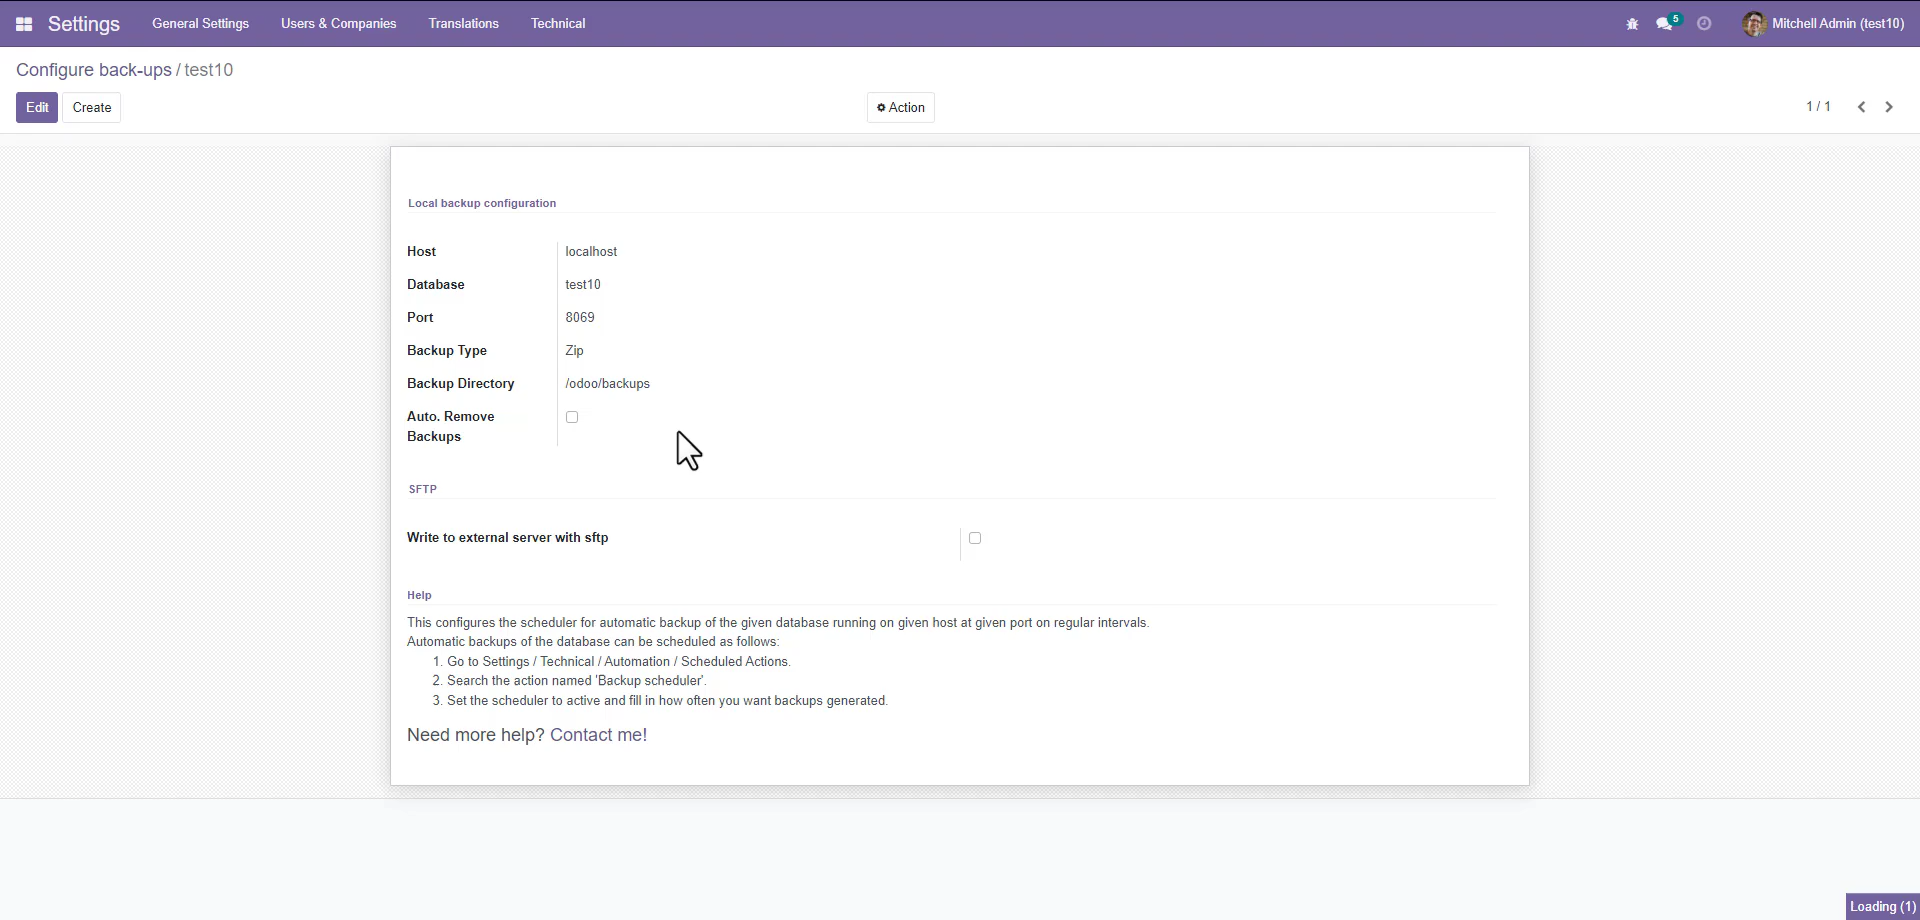 Settings General Settings Users & Companies Translations Technical 5 Mitchell Admin (test10)
Configure back-ups / test10
Edit Create Action 1 / 1
Local backup configuration
Host localhost
Database test10
Port 8069
Backup Type Zip
Backup Directory /odoo/backups
Auto. Remove
Backups
SFTP
Write to external server with sftp
Help
This configures the scheduler for automatic backup of the given database running on given host at given port on regular intervals.
Automatic backups of the database can be scheduled as follows:
1. Go to Settings / Technical / Automation / Scheduled Actions.
2. Search the action named 'Backup scheduler'.
3. Set the scheduler to active and fill in how often you want backups generated.
Need more help? Contact me!
Loading (1)